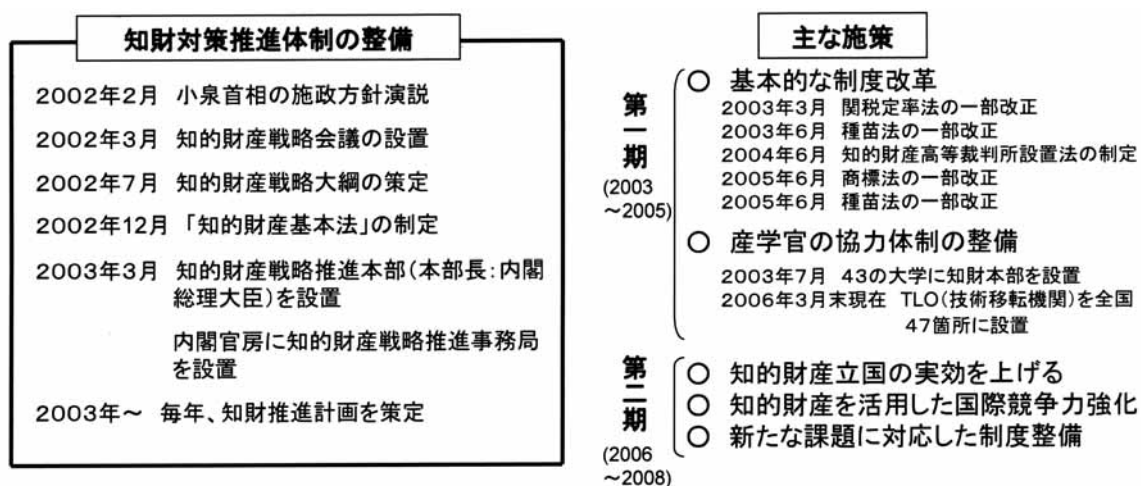 知財対策推進体制の整備
2002年2月 小泉首相の施政方針演説
2002年3月 知的財産戦略会議の設置
2002年7月 知的財産戦略大綱の策定
2002年12月 「知的財産基本法」の制定
2003年3月 知的財産戦略推進本部(本部長:内閣
総理大臣)を設置
内閣官房に知的財産戦略推進事務局
を設置
2003年~ 毎年、知財推進計画を策定
主な施策
第一期
(2003
~2005)
○ 基本的な制度改革
2003年3月 関税定率法の一部改正
2003年6月 種苗法の一部改正
2004年6月 知的財産高等裁判所設置法の制定
2005年6月 商標法の一部改正
2005年6月 種苗法の一部改正
○ 産学官の協力体制の整備
2003年7月 43の大学に知財本部を設置
2006年3月末現在 TLO(技術移転機関)を全国
47箇所に設置
第二期
(2006
~2008)
○ 知的財産立国の実効を上げる
○ 知的財産を活用した国際競争力強化
○ 新たな課題に対応した制度整備